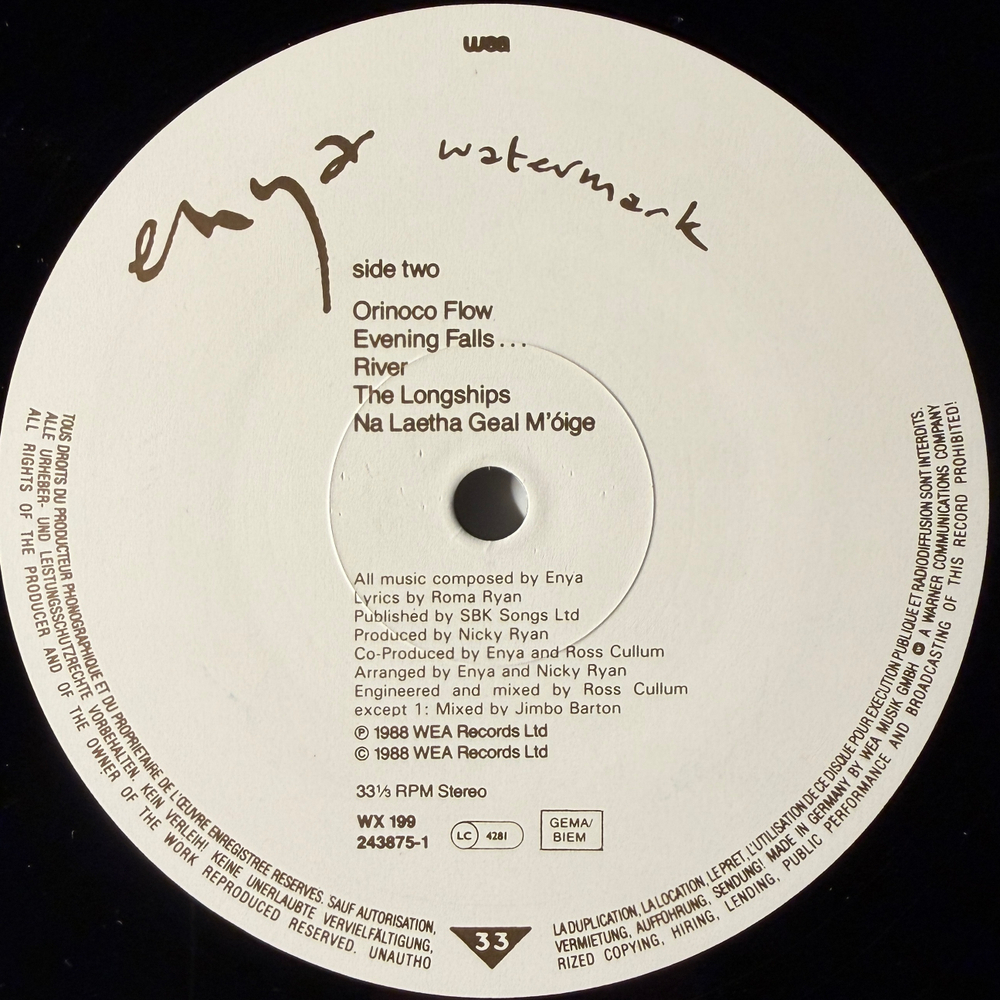 wea
enya watermark
side two
Orinoco Flow
Evening Falls...
River
The Longships
Na Laetha Geal M'óige
All music composed by Enya
Lyrics by Roma Ryan
Published by SBK Songs Ltd
Produced by Nicky Ryan
Co-Produced by Enya and Ross Cullum
Arranged by Enya and Nicky Ryan
Engineered and mixed by Ross Cullum
except 1: Mixed by Jimbo Barton
℗ 1988 WEA Records Ltd
© 1988 WEA Records Ltd
33⅓ RPM Stereo
WX 199
243875-1
LC 4281
GEMA/
BIEM
33
TOUS DROITS DU PRODUCTEUR PHONOGRAPHIQUE ET DU PROPRIETAIRE DE L'ŒUVRE ENREGISTREE RESERVES. SAUF AUTORISATION, LA DUPLICATION, LA LOCATION, LE PRET, L'UTILISATION DE CE DISQUE POUR EXECUTION PUBLIQUE ET RADIODIFFUSION SONT INTERDITS.
ALLE URHEBER- UND LEISTUNGSSCHUTZRECHTE VORBEHALTEN. KEIN VERLEIH! KEINE UNERLAUBTE VERVIELFÄLTIGUNG, VERMIETUNG, AUFFÜHRUNG, SENDUNG! MADE IN GERMANY BY WEA MUSIK GMBH A WARNER COMMUNICATIONS COMPANY
ALL RIGHTS OF THE PRODUCER AND OF THE OWNER OF THE WORK REPRODUCED RESERVED. UNAUTHORIZED COPYING, HIRING, LENDING, PUBLIC PERFORMANCE AND BROADCASTING OF THIS RECORD PROHIBITED!